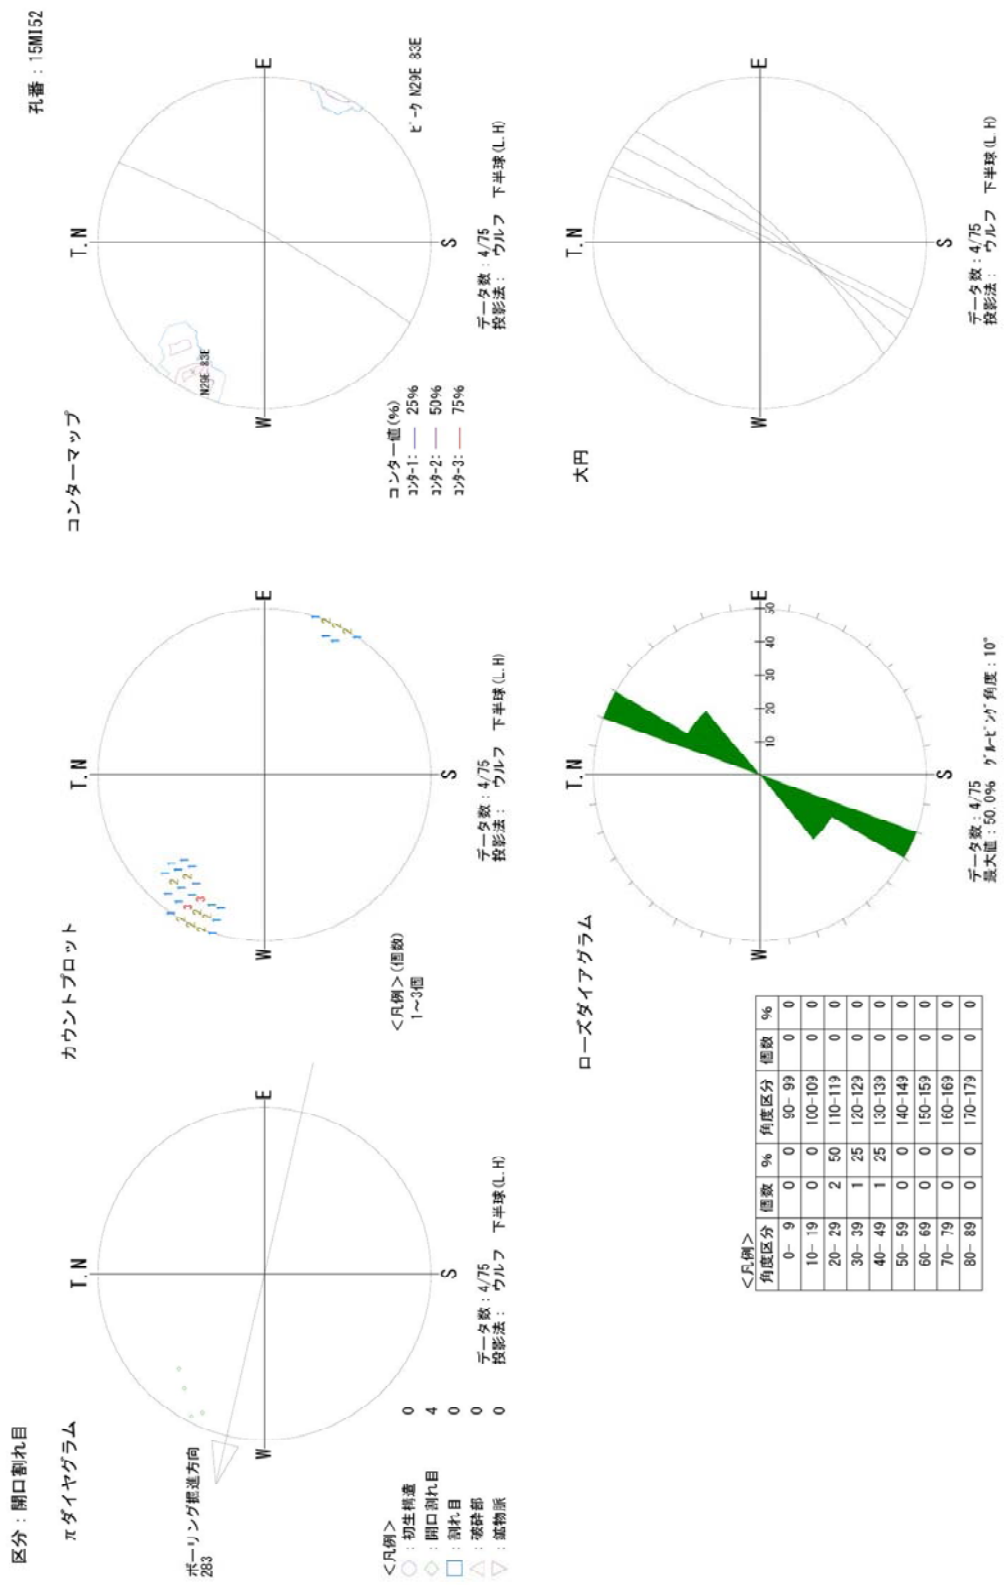 区分：開口割れ目
孔番：15MI52
πダイヤグラム
T.N
E
W
S
ボーリング掘進方向
283
<凡例>
○：初生構造 0
◇：開口割れ目 4
□：割れ目 0
△：破砕部 0
▽：鉱物脈 0
データ数：4/75
投影法： ウルフ 下半球(L.H)
カウントプロット
T.N
E
W
S
1
2
3
<凡例>(個数)
1～3個
データ数：4/75
投影法： ウルフ 下半球(L.H)
コンターマップ
T.N
E
W
S
N29E 83E
コンター値(%)
コンター1: 25%
コンター2: 50%
コンター3: 75%
ピーク N29E 83E
データ数：4/75
投影法： ウルフ 下半球(L.H)
<凡例>
角度区分 個数 % 角度区分 個数 %
0- 9 0 0 90- 99 0 0
10- 19 0 0 100-109 0 0
20- 29 2 50 110-119 0 0
30- 39 1 25 120-129 0 0
40- 49 1 25 130-139 0 0
50- 59 0 0 140-149 0 0
60- 69 0 0 150-159 0 0
70- 79 0 0 160-169 0 0
80- 89 0 0 170-179 0 0
ローズダイアグラム
T.N
E
W
S
10 20 30 40 50
データ数：4/75
最大値：50.0% グルーピング角度：10°
大円
T.N
E
W
S
データ数：4/75
投影法： ウルフ 下半球(L.H)